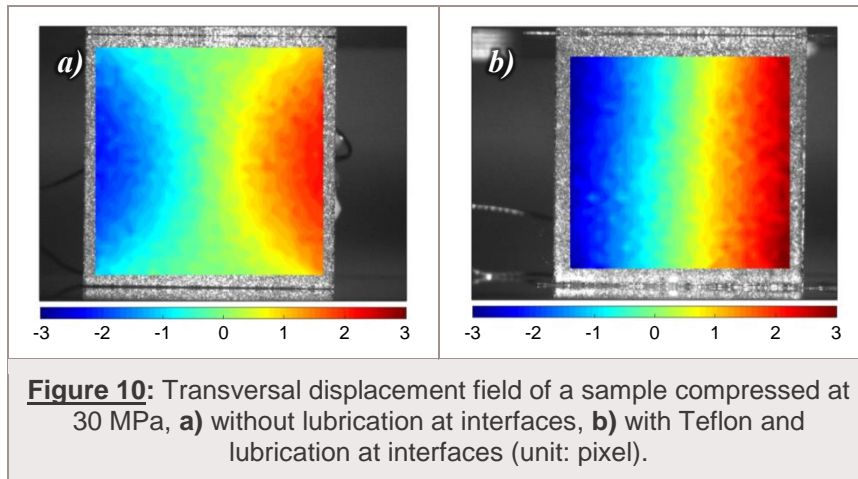 a)
b)
-3 -2 -1 0 1 2 3
-3 -2 -1 0 1 2 3
Figure 10: Transversal displacement field of a sample compressed at
30 MPa, a) without lubrication at interfaces, b) with Teflon and
lubrication at interfaces (unit: pixel).